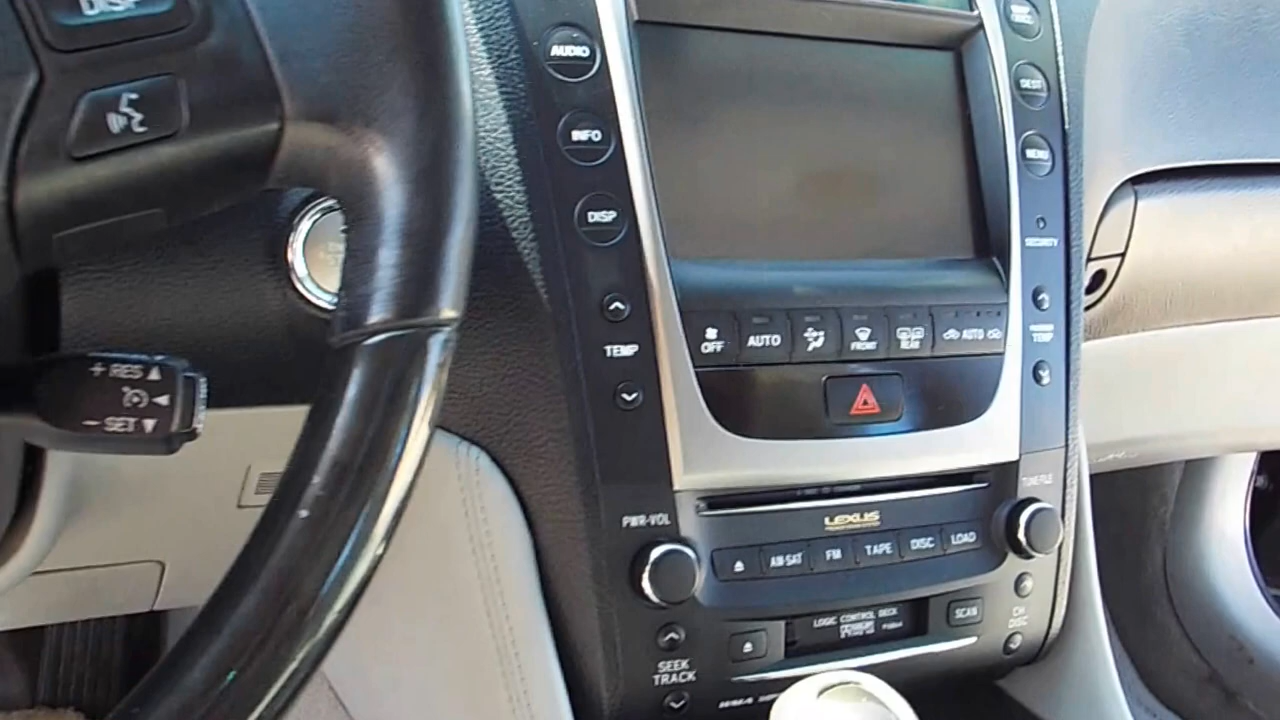 DISP
AUDIO
INFO
DISP
TEMP
DEST
MENU
SECURITY
TEMP
OFF
AUTO
FRONT
REAR
AUTO
+ RES ▲
− SET ▼
PWR·VOL
TUNE·FILE
LEXUS
AM·SAT
FM
TAPE
DISC
LOAD
LOGIC CONTROL DECK
SCAN
CH
DISC
SEEK
TRACK